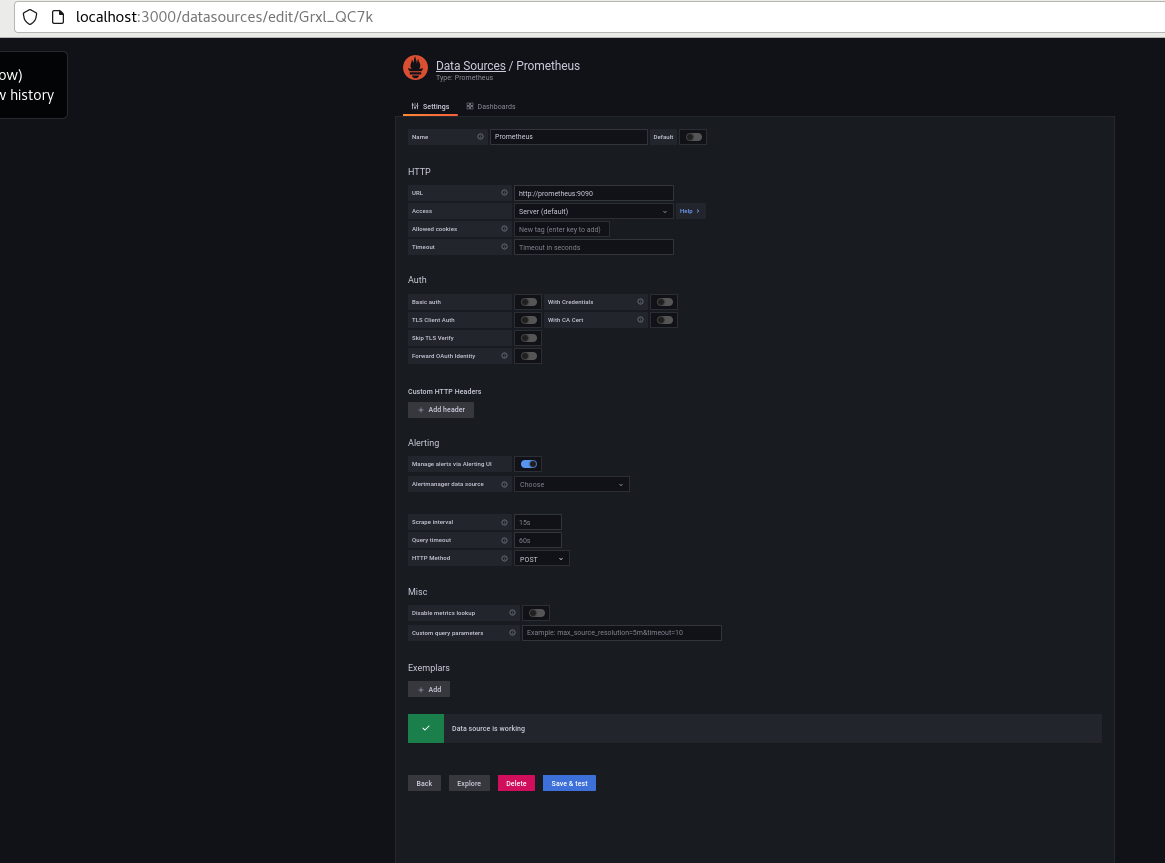 localhost:3000/datasources/edit/Grxl_QC7k
ow)
w history
Data Sources / Prometheus
Type: Prometheus
Settings Dashboards
Name Prometheus Default
HTTP
URL http://prometheus:9090
Access Server (default) Help
Allowed cookies New tag (enter key to add)
Timeout Timeout in seconds
Auth
Basic auth With Credentials
TLS Client Auth With CA Cert
Skip TLS Verify
Forward OAuth Identity
Custom HTTP Headers
+ Add header
Alerting
Manage alerts via Alerting UI
Alertmanager data source Choose
Scrape interval 15s
Query timeout 60s
HTTP Method POST
Misc
Disable metrics lookup
Custom query parameters Example: max_source_resolution=5m&timeout=10
Exemplars
+ Add
Data source is working
Back Explore Delete Save & test